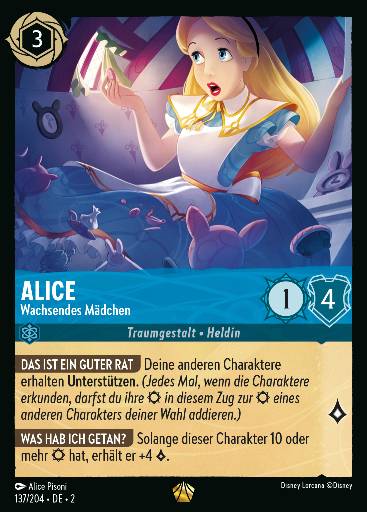 3
ALICE
Wachsendes Mädchen
1
4
Traumgestalt • Heldin
DAS IST EIN GUTER RAT Deine anderen Charaktere
erhalten Unterstützen. (Jedes Mal, wenn die Charaktere
erkunden, darfst du ihre in diesem Zug zur eines
anderen Charakters deiner Wahl addieren.)
WAS HAB ICH GETAN? Solange dieser Charakter 10 oder
mehr hat, erhält er +4 .
Alice Pisoni
Disney Lorcana ©Disney
137/204 • DE • 2